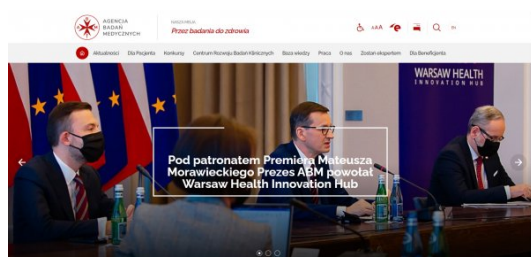 AGENCJA
BADAŃ
MEDYCZNYCH
Przez badania do zdrowia
AAA
Aktualności Dla Pacjenta Konkursy Centrum Rozwoju Badań Klinicznych Baza wiedzy Praca O nas Zostań ekspertem Dla Beneficjenta
WARSAW HEALTH
INNOVATION HUB
Pod patronatem Premiera Mateusza
Morawieckiego Prezes ABM powołał
Warsaw Health Innovation Hub